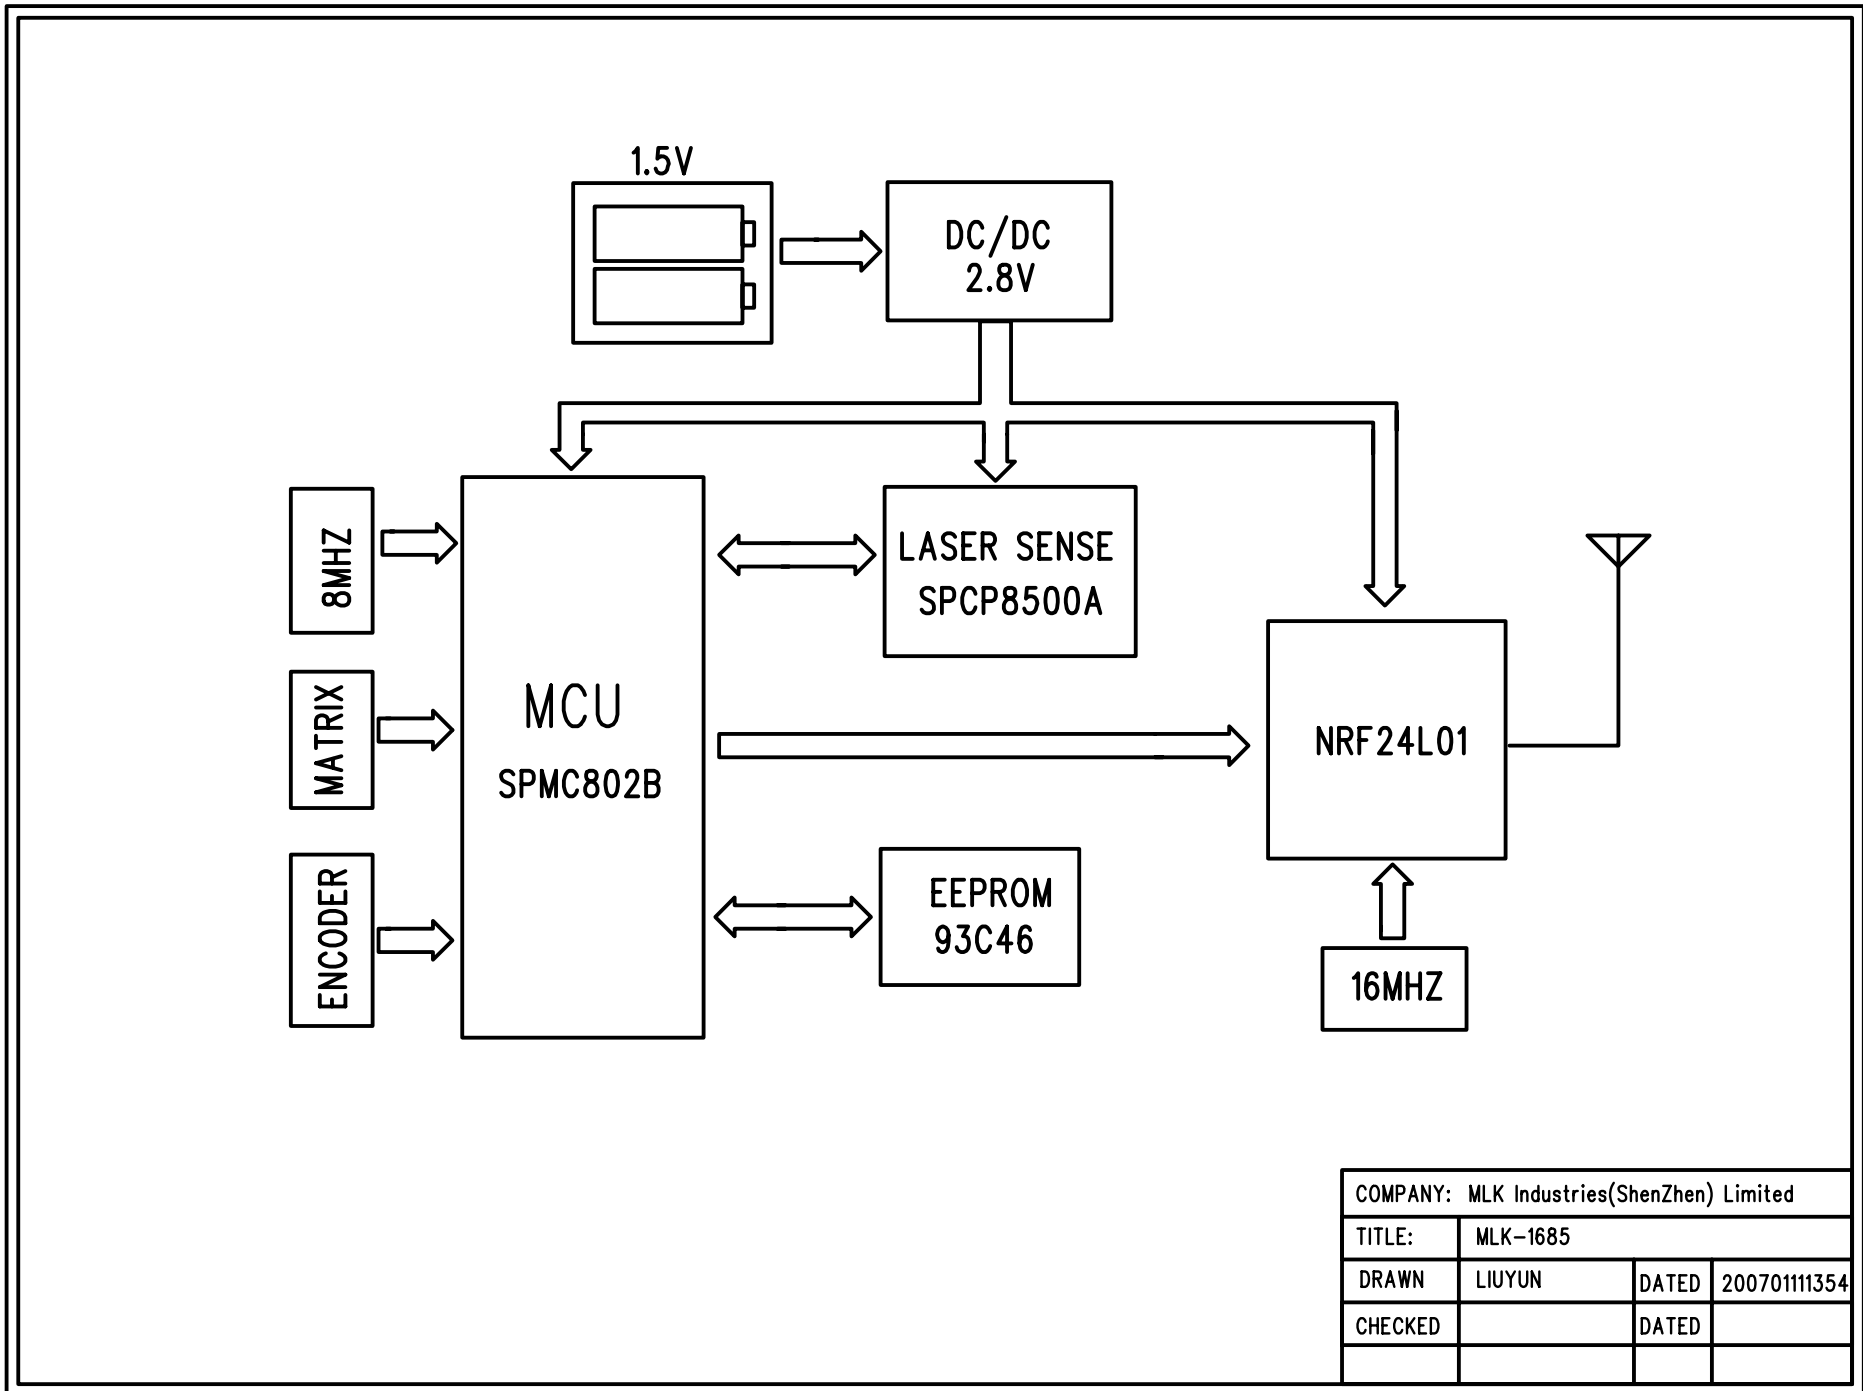 1.5V
DC/DC
2.8V
8MHZ
LASER SENSE
SPCP8500A
MATRIX
MCU
SPMC802B
NRF24L01
ENCODER
EEPROM
93C46
16MHZ
COMPANY: MLK Industries(ShenZhen) Limited
TITLE: MLK-1685
DRAWN LIUYUN DATED 200701111354
CHECKED DATED